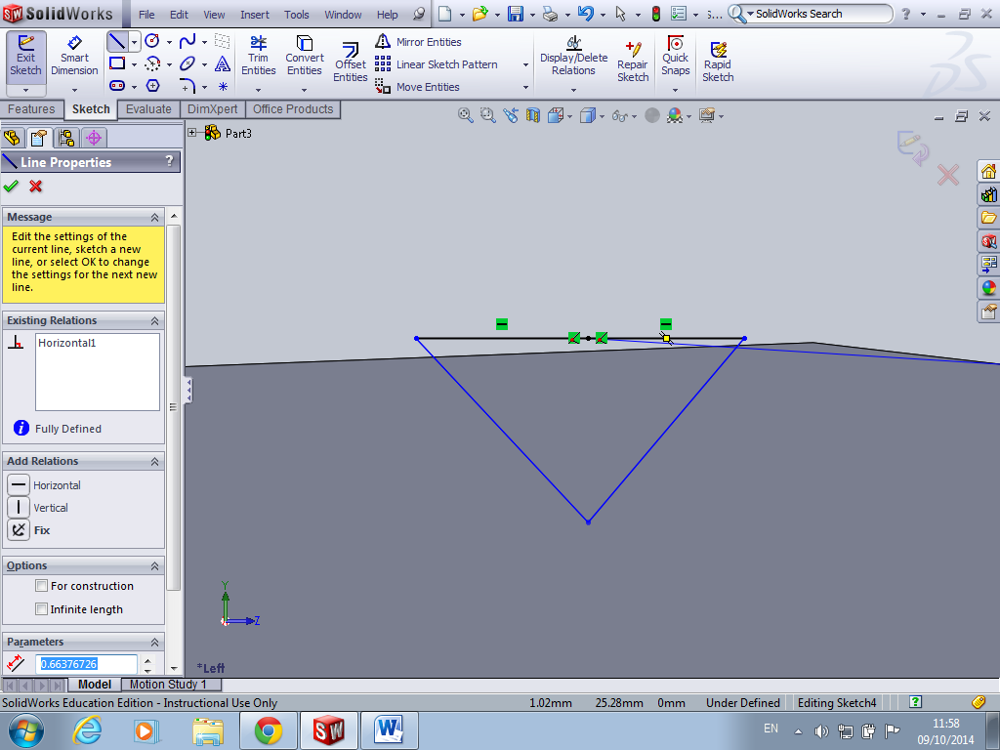 SW SolidWorks File Edit View Insert Tools Window Help S... SolidWorks Search ?
Exit Sketch
Smart Dimension
Trim Entities
Convert Entities
Offset Entities
Mirror Entities
Linear Sketch Pattern
Move Entities
Display/Delete Relations
Repair Sketch
Quick Snaps
Rapid Sketch
Features Sketch Evaluate DimXpert Office Products
Part3
Line Properties ?
Message
Edit the settings of the
current line, sketch a new
line, or select OK to change
the settings for the next new
line.
Existing Relations
Horizontal1
Fully Defined
Add Relations
Horizontal
Vertical
Fix
Options
For construction
Infinite length
Parameters
0.66376726
Y
Z
*Left
Model Motion Study 1
SolidWorks Education Edition - Instructional Use Only 1.02mm 25.28mm 0mm Under Defined Editing Sketch4 ?
SW W EN 11:58
09/10/2014